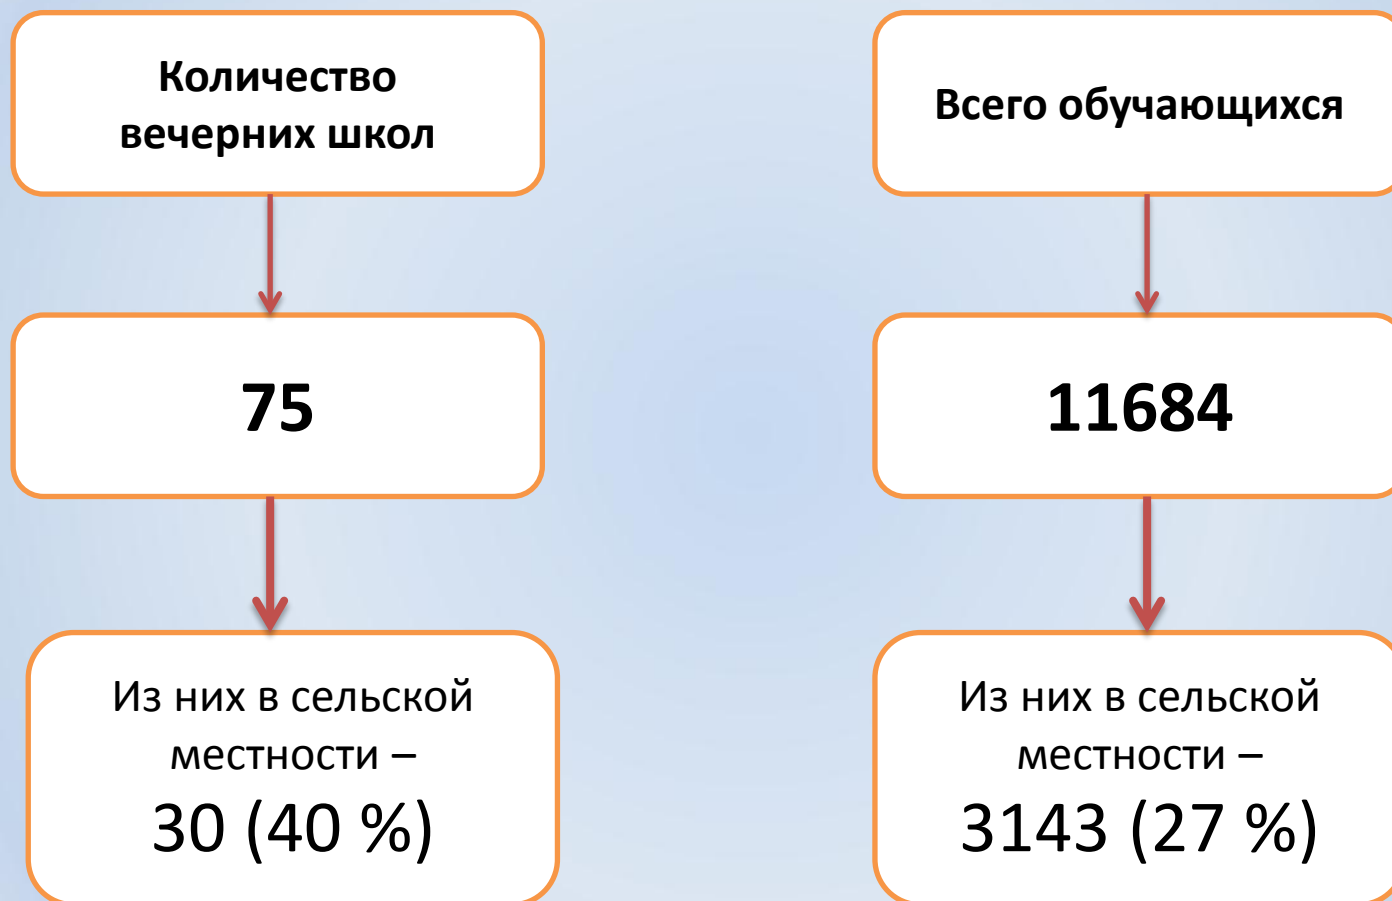 Количество
вечерних школ
75
Из них в сельской
местности –
30 (40 %)
Всего обучающихся
11684
Из них в сельской
местности –
3143 (27 %)